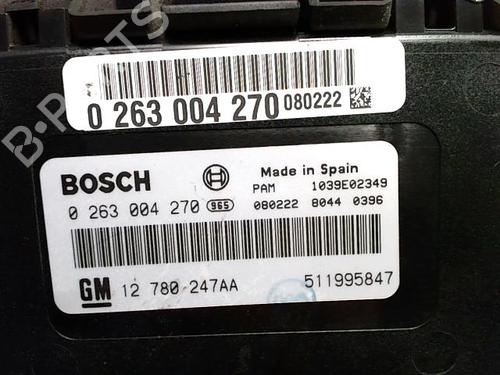 0 263 004 270 080222
BOSCH
Made in Spain
PAM 1039E02349
0 263 004 270 965 080222 8044 0396
GM 12 780 247AA 511995847
B-PARTS